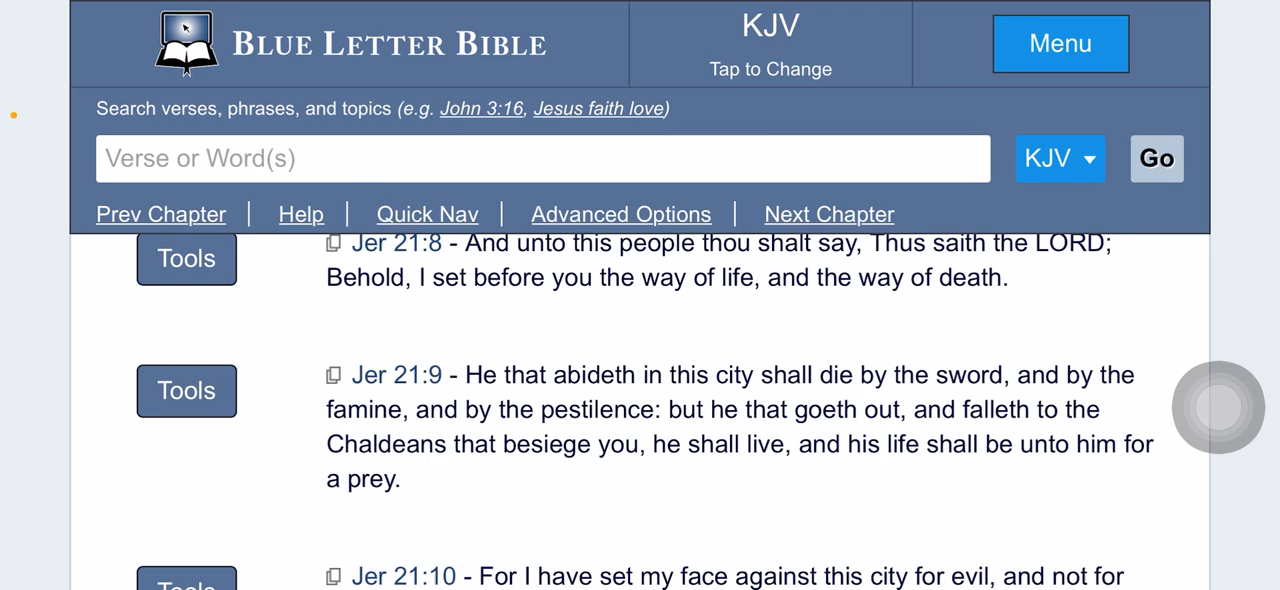 BLUE LETTER BIBLE
KJV
Tap to Change
Menu
Search verses, phrases, and topics (e.g. John 3:16, Jesus faith love)
Verse or Word(s)
KJV
Go
Prev Chapter | Help | Quick Nav | Advanced Options | Next Chapter
Tools
Jer 21:8 - And unto this people thou shalt say, Thus saith the LORD;
Behold, I set before you the way of life, and the way of death.
Tools
Jer 21:9 - He that abideth in this city shall die by the sword, and by the
famine, and by the pestilence: but he that goeth out, and falleth to the
Chaldeans that besiege you, he shall live, and his life shall be unto him for
a prey.
Tools
Jer 21:10 - For I have set my face against this city for evil, and not for